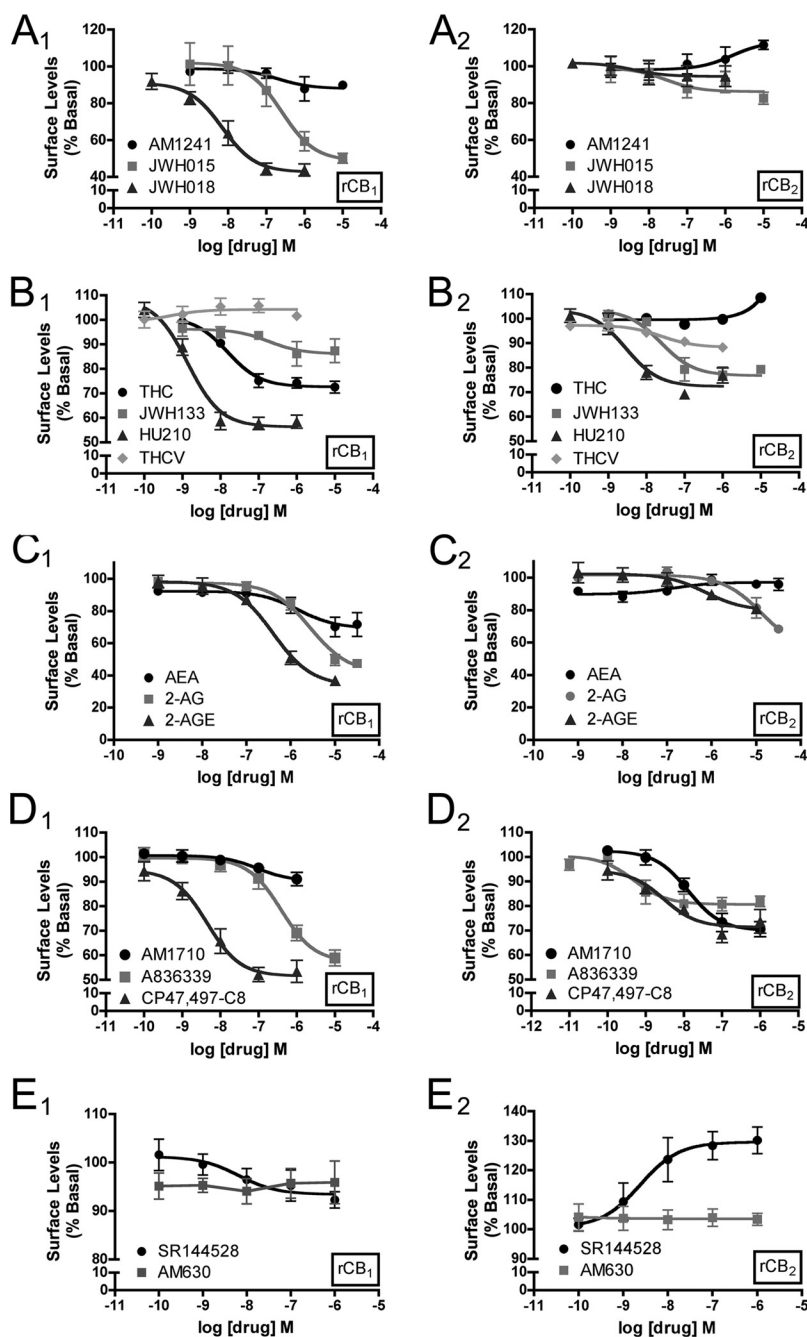 A1
Surface Levels
(% Basal)
120
100
80
60
40
10
0
AM1241
JWH015
JWH018
rCB1
-11 -10 -9 -8 -7 -6 -5 -4
log [drug] M
A2
Surface Levels
(% Basal)
120
100
80
60
40
10
0
AM1241
JWH015
JWH018
rCB2
-11 -10 -9 -8 -7 -6 -5 -4
log [drug] M
B1
Surface Levels
(% Basal)
110
100
90
80
70
60
50
10
0
THC
JWH133
HU210
THCV
rCB1
-11 -10 -9 -8 -7 -6 -5 -4
log [drug] M
B2
Surface Levels
(% Basal)
110
100
90
80
70
60
50
10
0
THC
JWH133
HU210
THCV
rCB2
-11 -10 -9 -8 -7 -6 -5 -4
log [drug] M
C1
Surface Levels
(% Basal)
100
80
60
40
20
0
AEA
2-AG
2-AGE
rCB1
-10 -9 -8 -7 -6 -5 -4
log [drug] M
C2
Surface Levels
(% Basal)
100
80
60
40
20
0
AEA
2-AG
2-AGE
rCB2
-10 -9 -8 -7 -6 -5 -4
log [drug] M
D1
Surface Levels
(% Basal)
110
100
90
80
70
60
50
10
0
AM1710
A836339
CP47,497-C8
rCB1
-11 -10 -9 -8 -7 -6 -5 -4
log [drug] M
D2
Surface Levels
(% Basal)
110
100
90
80
70
60
50
10
0
AM1710
A836339
CP47,497-C8
rCB2
-12 -11 -10 -9 -8 -7 -6 -5
log [drug] M
E1
Surface Levels
(% Basal)
110
100
90
80
10
0
SR144528
AM630
rCB1
-11 -10 -9 -8 -7 -6 -5
log [drug] M
E2
Surface Levels
(% Basal)
140
130
120
110
100
90
10
0
SR144528
AM630
rCB2
-11 -10 -9 -8 -7 -6 -5
log [drug] M